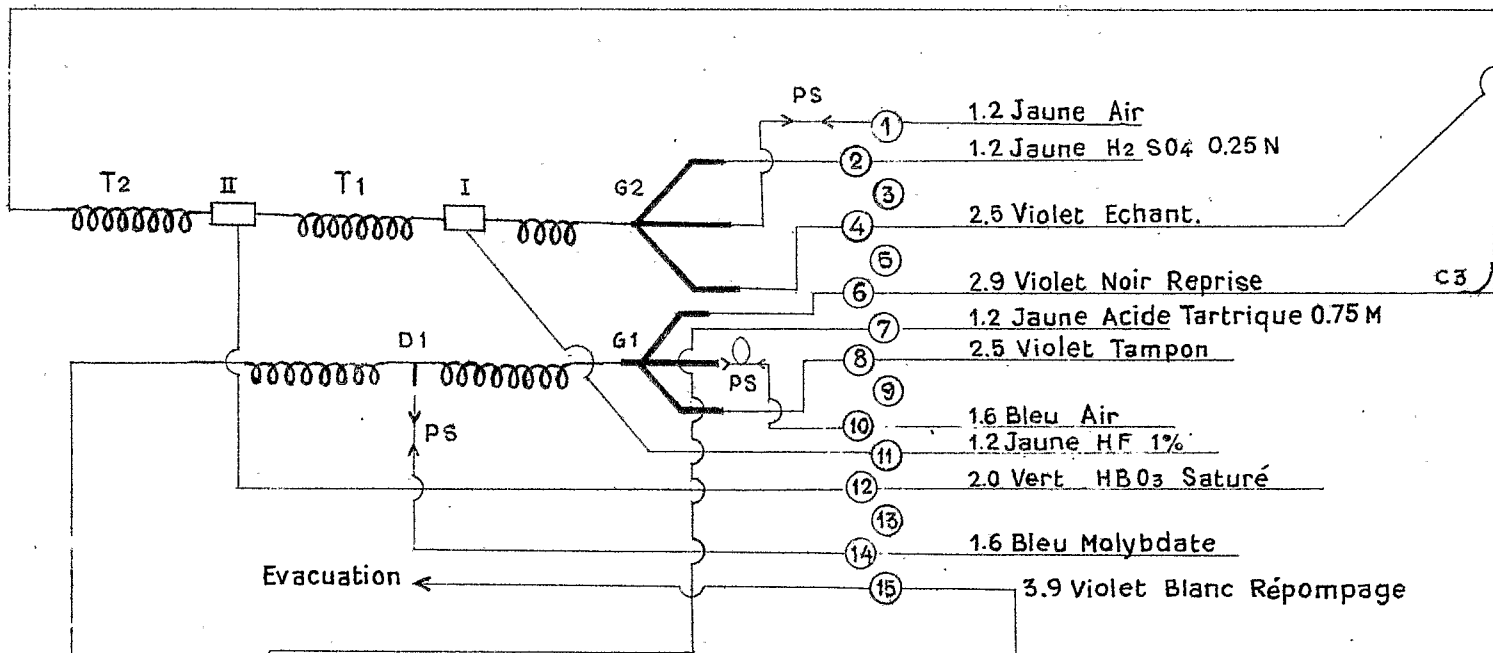 PS
1 1.2 Jaune Air
2 1.2 Jaune H2 SO4 0.25 N
T2 II T1 I G2
3
4 2.5 Violet Echant.
5
6 2.9 Violet Noir Reprise C3
7 1.2 Jaune Acide Tartrique 0.75 M
D1 G1
8 2.5 Violet Tampon
PS
9
10 1.6 Bleu Air
PS
11 1.2 Jaune HF 1%
12 2.0 Vert HBO3 Saturé
13
14 1.6 Bleu Molybdate
Evacuation 15 3.9 Violet Blanc Répompage